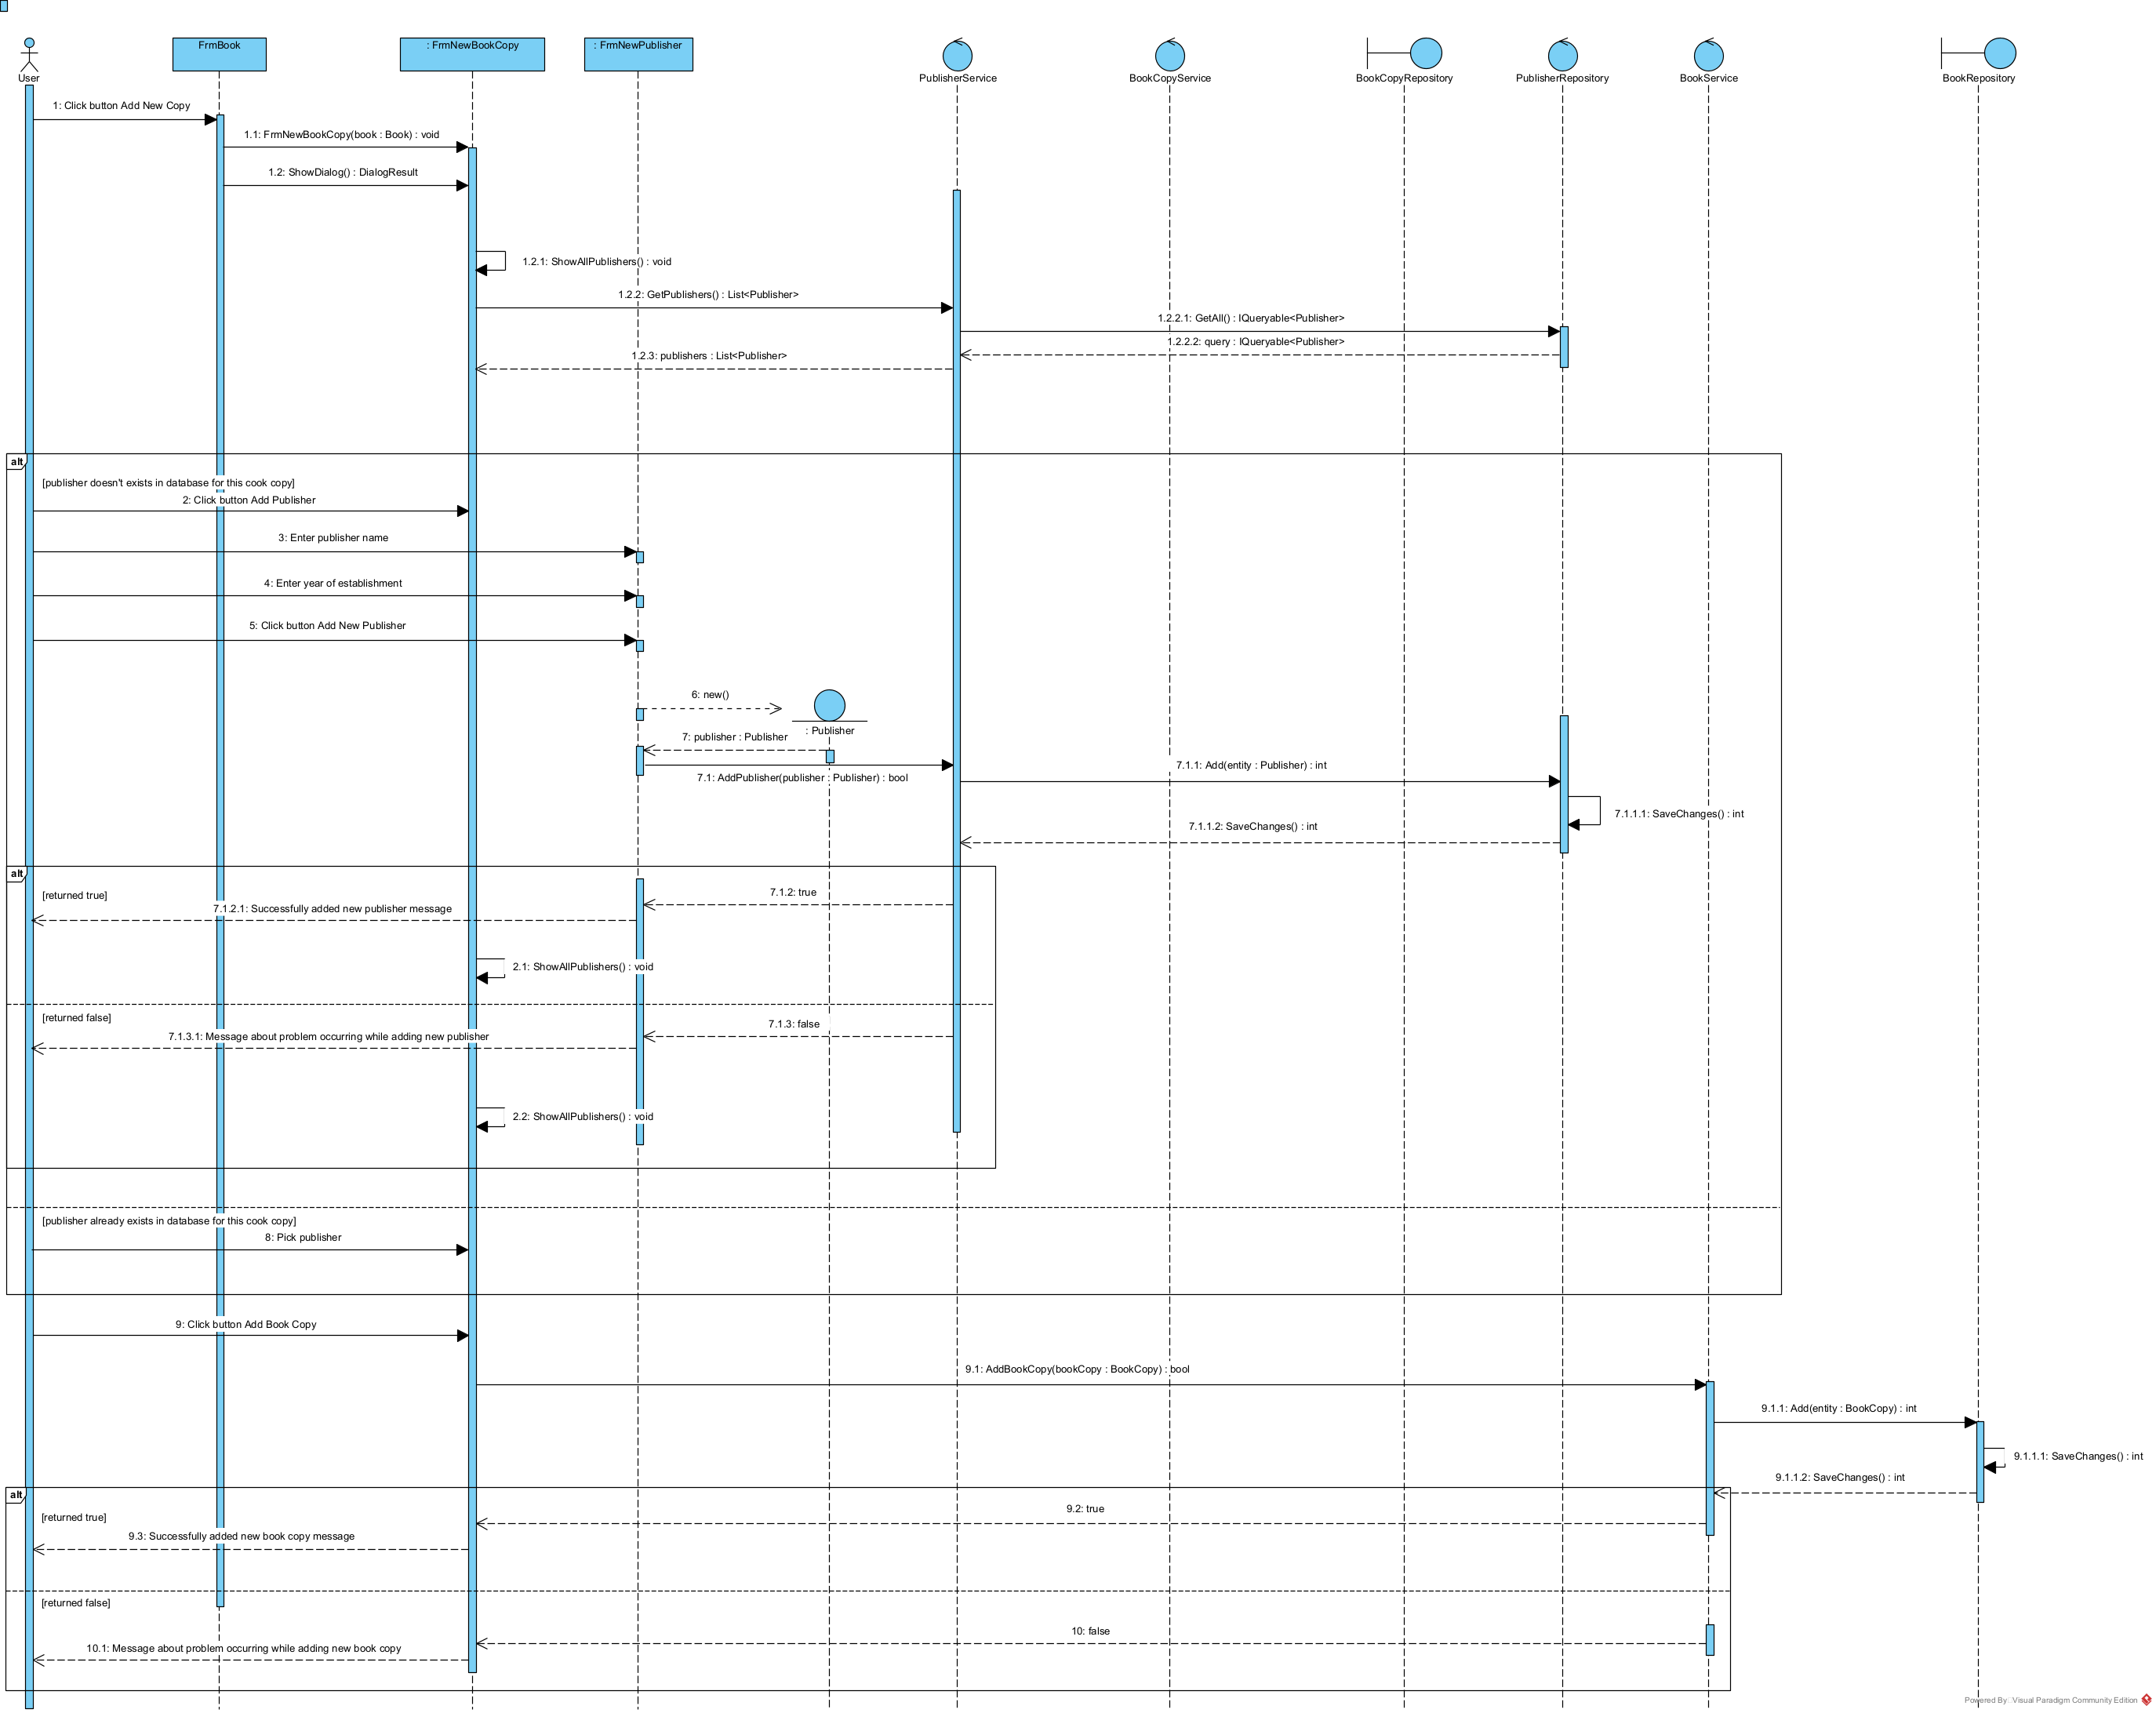 User
FrmBook
: FrmNewBookCopy
: FrmNewPublisher
PublisherService
BookCopyService
BookCopyRepository
PublisherRepository
BookService
BookRepository
1: Click button Add New Copy
1.1: FrmNewBookCopy(book : Book) : void
1.2: ShowDialog() : DialogResult
1.2.1: ShowAllPublishers() : void
1.2.2: GetPublishers() : List<Publisher>
1.2.2.1: GetAll() : IQueryable<Publisher>
1.2.2.2: query : IQueryable<Publisher>
1.2.3: publishers : List<Publisher>
alt
[publisher doesn't exists in database for this cook copy]
2: Click button Add Publisher
3: Enter publisher name
4: Enter year of establishment
5: Click button Add New Publisher
6: new()
: Publisher
7: publisher : Publisher
7.1: AddPublisher(publisher : Publisher) : bool
7.1.1: Add(entity : Publisher) : int
7.1.1.1: SaveChanges() : int
7.1.1.2: SaveChanges() : int
alt
[returned true]
7.1.2: true
7.1.2.1: Successfully added new publisher message
2.1: ShowAllPublishers() : void
[returned false]
7.1.3: false
7.1.3.1: Message about problem occurring while adding new publisher
2.2: ShowAllPublishers() : void
[publisher already exists in database for this cook copy]
8: Pick publisher
9: Click button Add Book Copy
9.1: AddBookCopy(bookCopy : BookCopy) : bool
9.1.1: Add(entity : BookCopy) : int
9.1.1.1: SaveChanges() : int
9.1.1.2: SaveChanges() : int
alt
[returned true]
9.2: true
9.3: Successfully added new book copy message
[returned false]
10: false
10.1: Message about problem occurring while adding new book copy
Powered By Visual Paradigm Community Edition